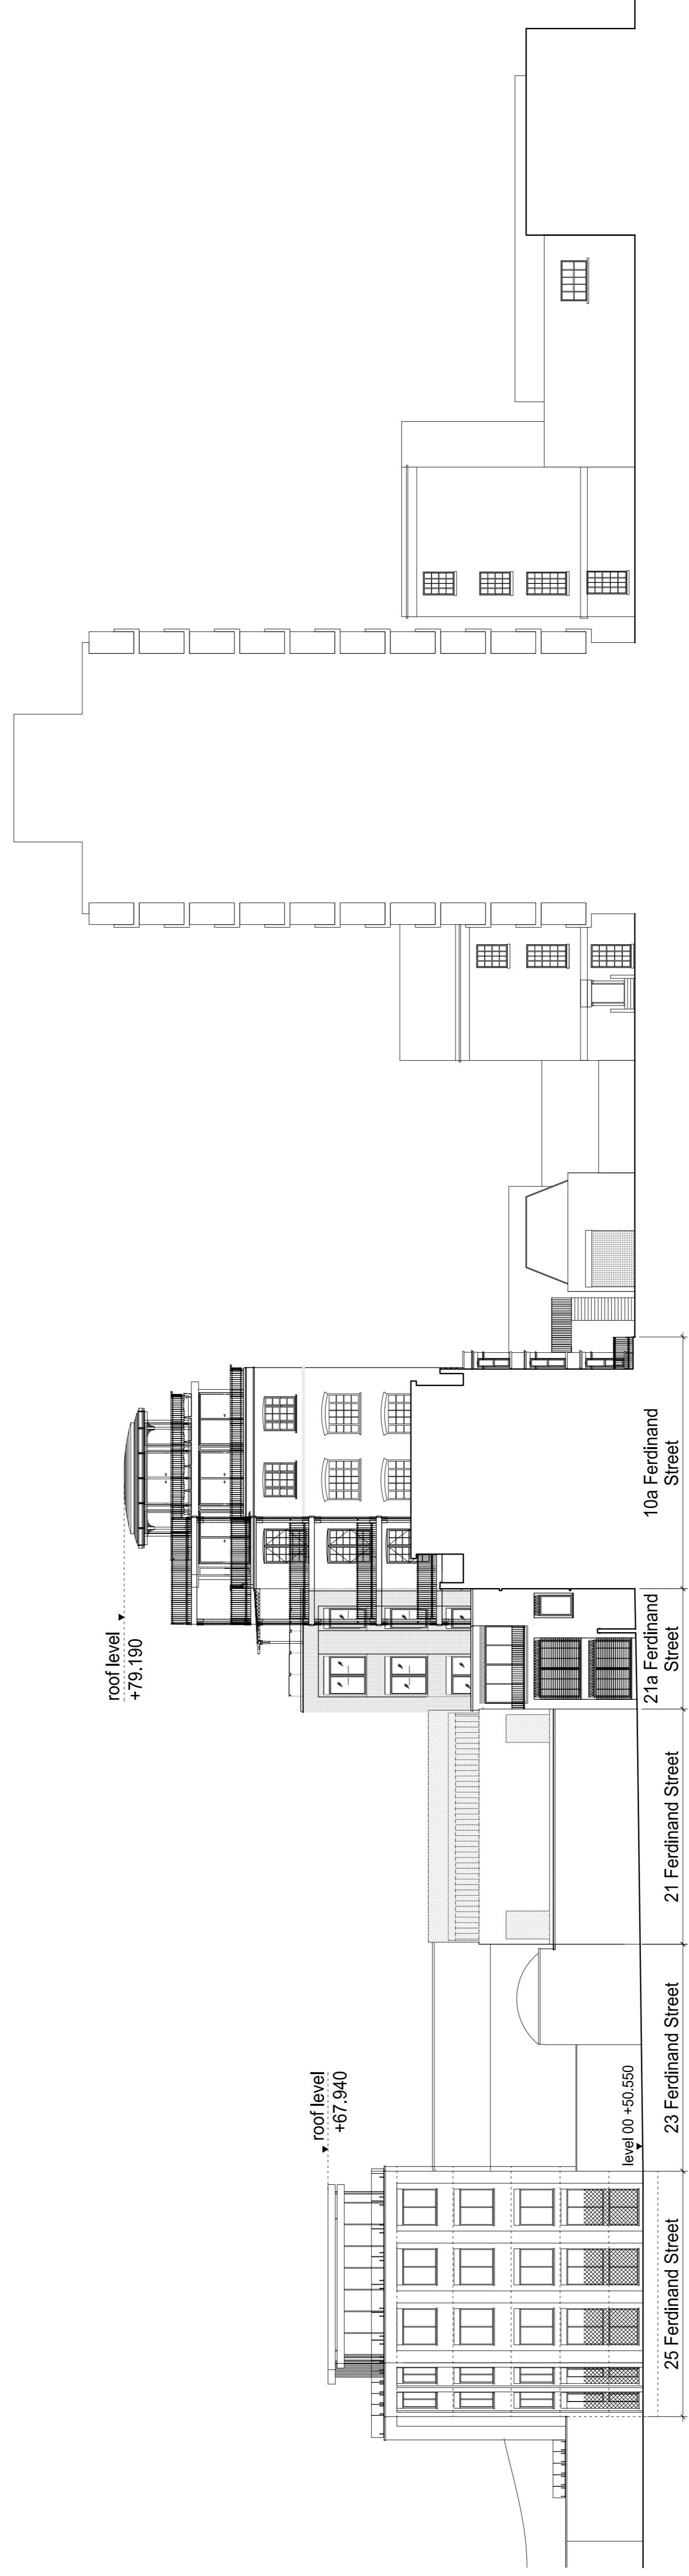 roof level
+67.940
roof level
+79.190
level 00 +50.550
25 Ferdinand Street
23 Ferdinand Street
21 Ferdinand Street
21a Ferdinand
Street
10a Ferdinand
Street